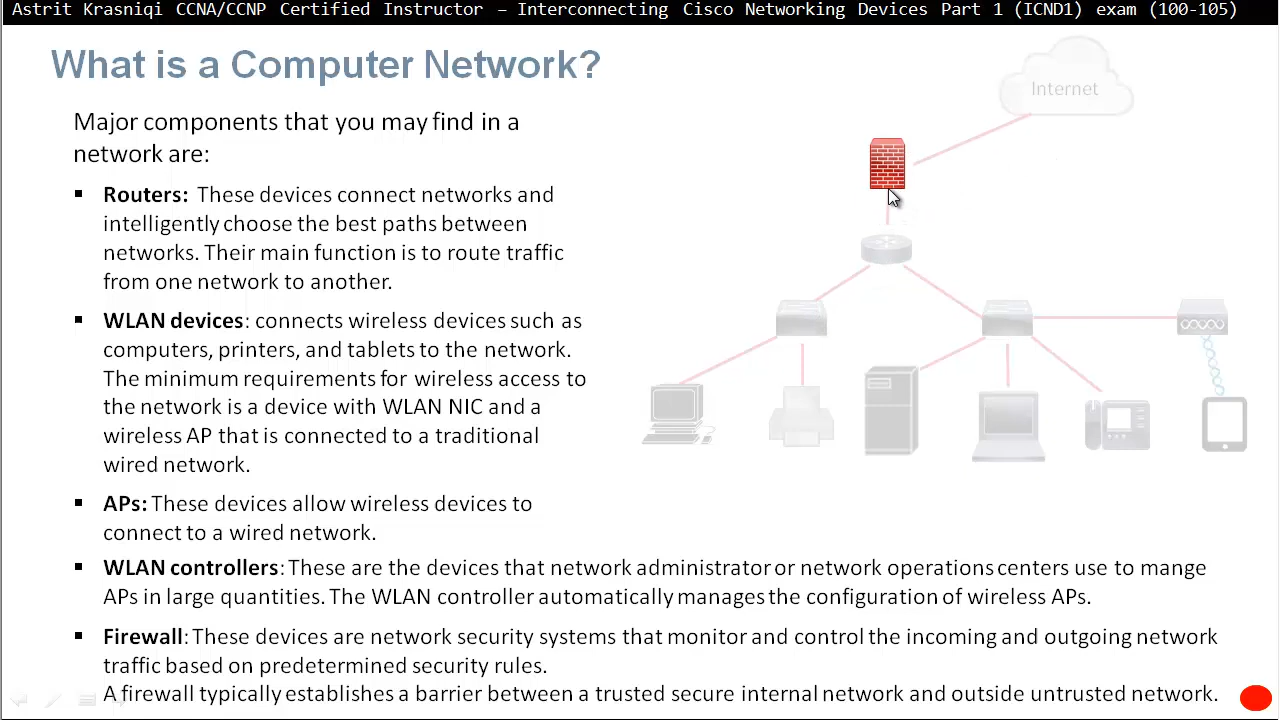 Astrit Krasniqi CCNA/CCNP Certified Instructor – Interconnecting Cisco Networking Devices Part 1 (ICND1) exam (100-105)
What is a Computer Network?
Internet
Major components that you may find in a
network are:
▪ Routers: These devices connect networks and
intelligently choose the best paths between
networks. Their main function is to route traffic
from one network to another.
▪ WLAN devices: connects wireless devices such as
computers, printers, and tablets to the network.
The minimum requirements for wireless access to
the network is a device with WLAN NIC and a
wireless AP that is connected to a traditional
wired network.
▪ APs: These devices allow wireless devices to
connect to a wired network.
▪ WLAN controllers: These are the devices that network administrator or network operations centers use to mange
APs in large quantities. The WLAN controller automatically manages the configuration of wireless APs.
▪ Firewall: These devices are network security systems that monitor and control the incoming and outgoing network
traffic based on predetermined security rules.
A firewall typically establishes a barrier between a trusted secure internal network and outside untrusted network.